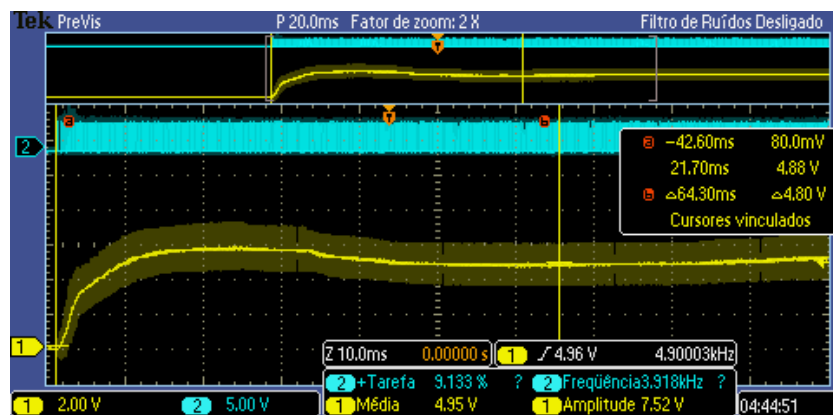 Tek PreVis P 20.0ms Fator de zoom: 2 X Filtro de Ruídos Desligado
T
a b T
2
a -42.60ms 80.0mV
21.70ms 4.88 V
b △64.30ms △4.80 V
Cursores vinculados
1
Z 10.0ms 0.00000 s 1 ∫ 4.96 V 4.90003kHz
2 +Tarefa 9.133 % ? 2 Freqüência3.918kHz ?
1 2.00 V 2 5.00 V 1 Média 4.95 V 1 Amplitude 7.52 V 04:44:51